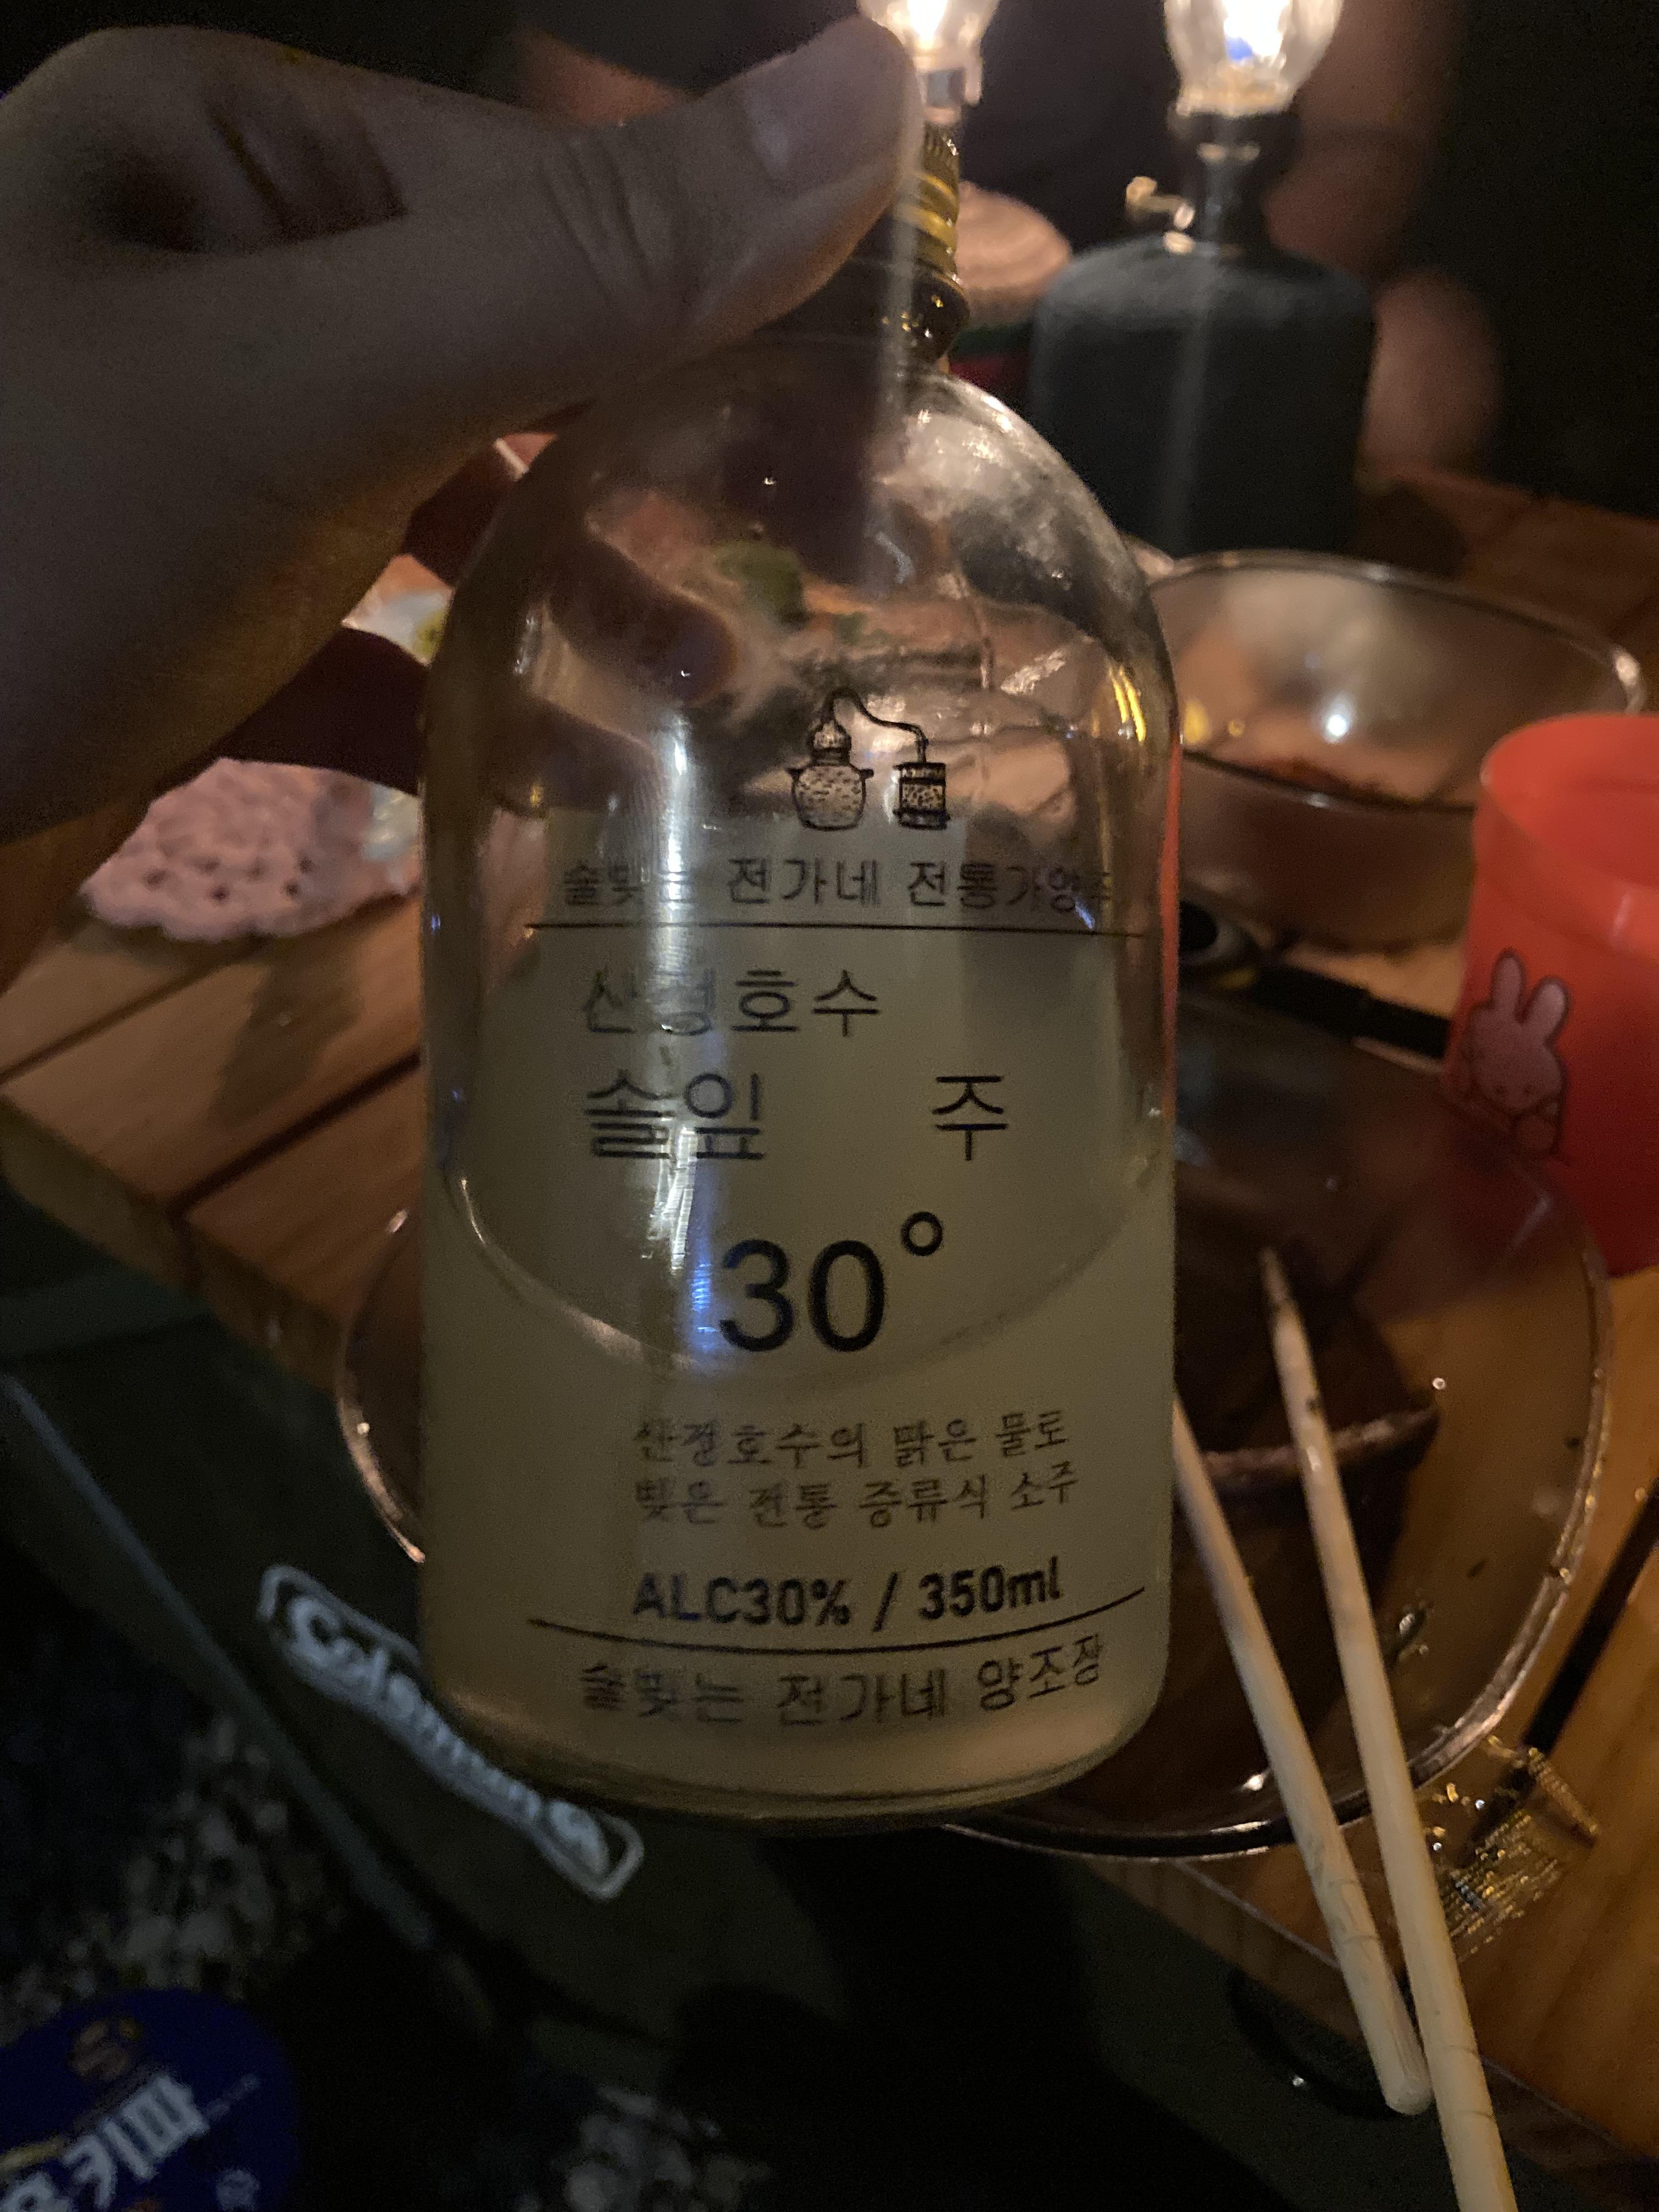 술빚는 전가네 전통가양주
산정호수
솔잎 주
30°
산정호수의 맑은 물로
빚은 전통 증류식 소주
ALC30% / 350ml
술빚는 전가네 양조장
Coleman